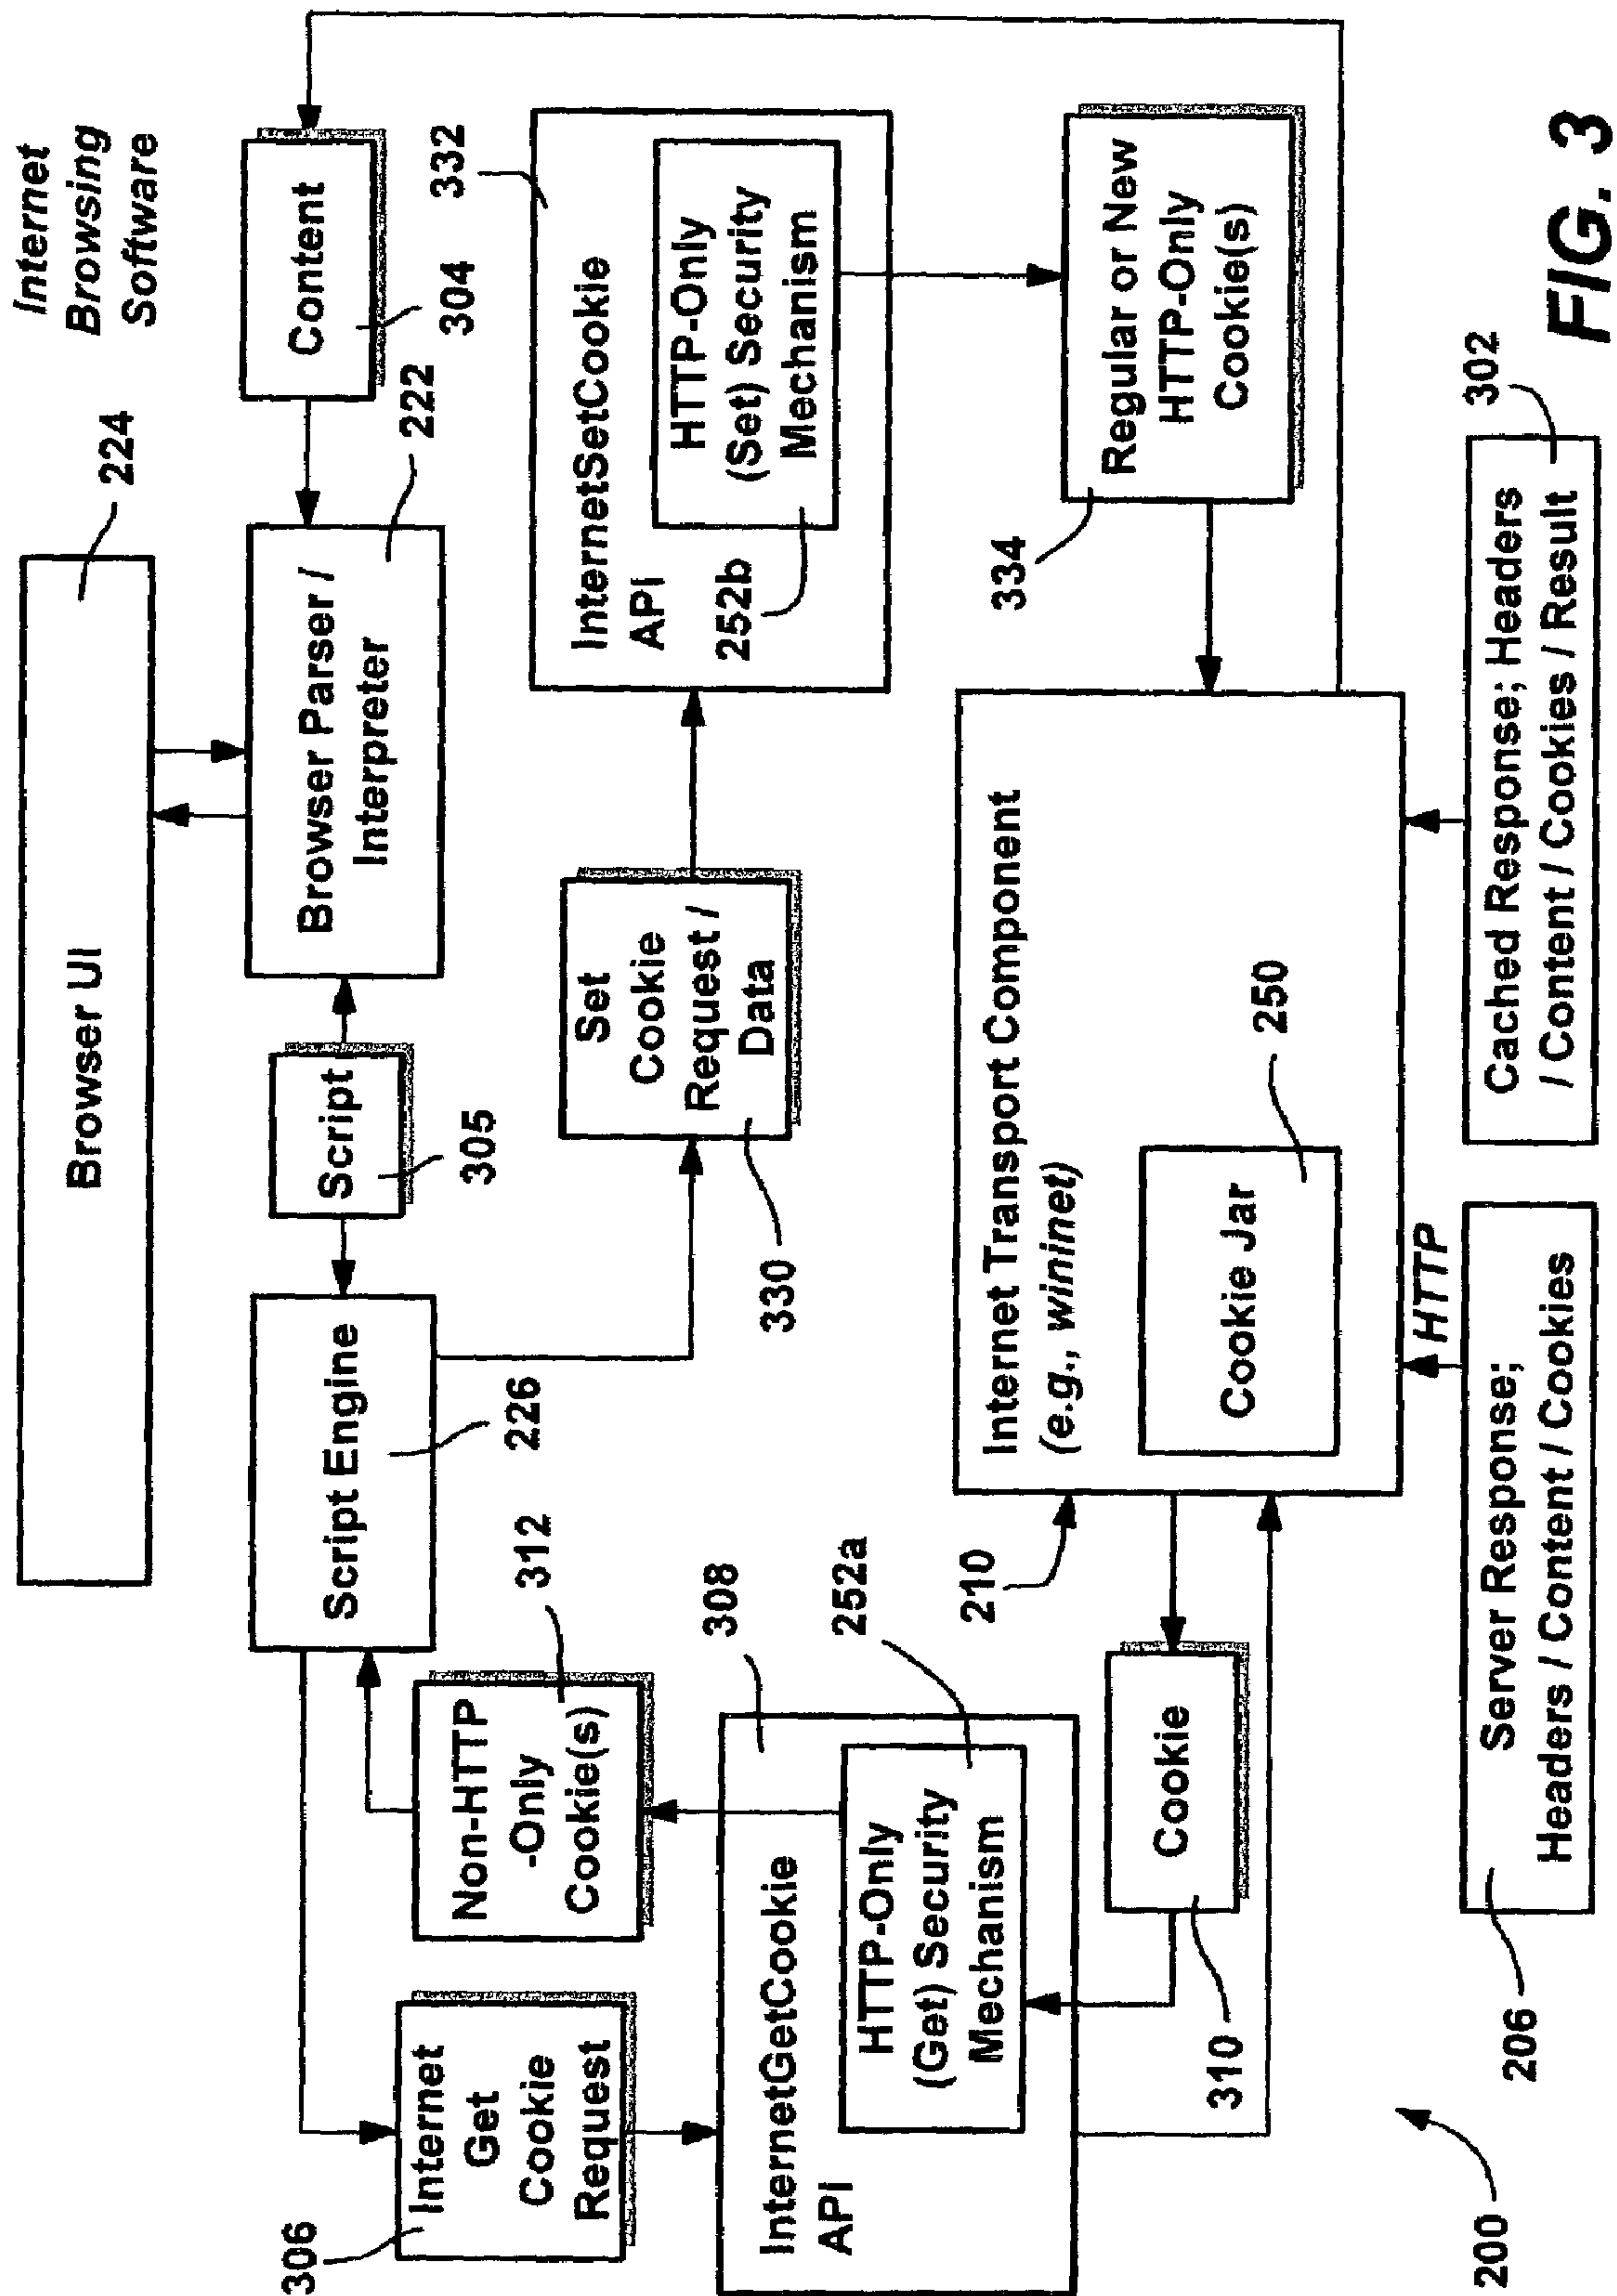 Internet
Browsing
Software
Browser UI
224
Script Engine
226
Script
305
Browser Parser /
Interpreter
222
Content
304
306
Internet
Get
Cookie
Request
Non-HTTP
-Only
Cookie(s)
312
Set
Cookie
Request /
Data
330
InternetSetCookie
API
332
HTTP-Only
(Set) Security
Mechanism
252b
InternetGetCookie
API
308
HTTP-Only
(Get) Security
Mechanism
252a
210
Internet Transport Component
(e.g., wininet)
Cookie Jar
250
334
Regular or New
HTTP-Only
Cookie(s)
Cookie
310
HTTP
200
206
Server Response;
Headers / Content / Cookies
Cached Response; Headers
/ Content / Cookies / Result
302
FIG. 3